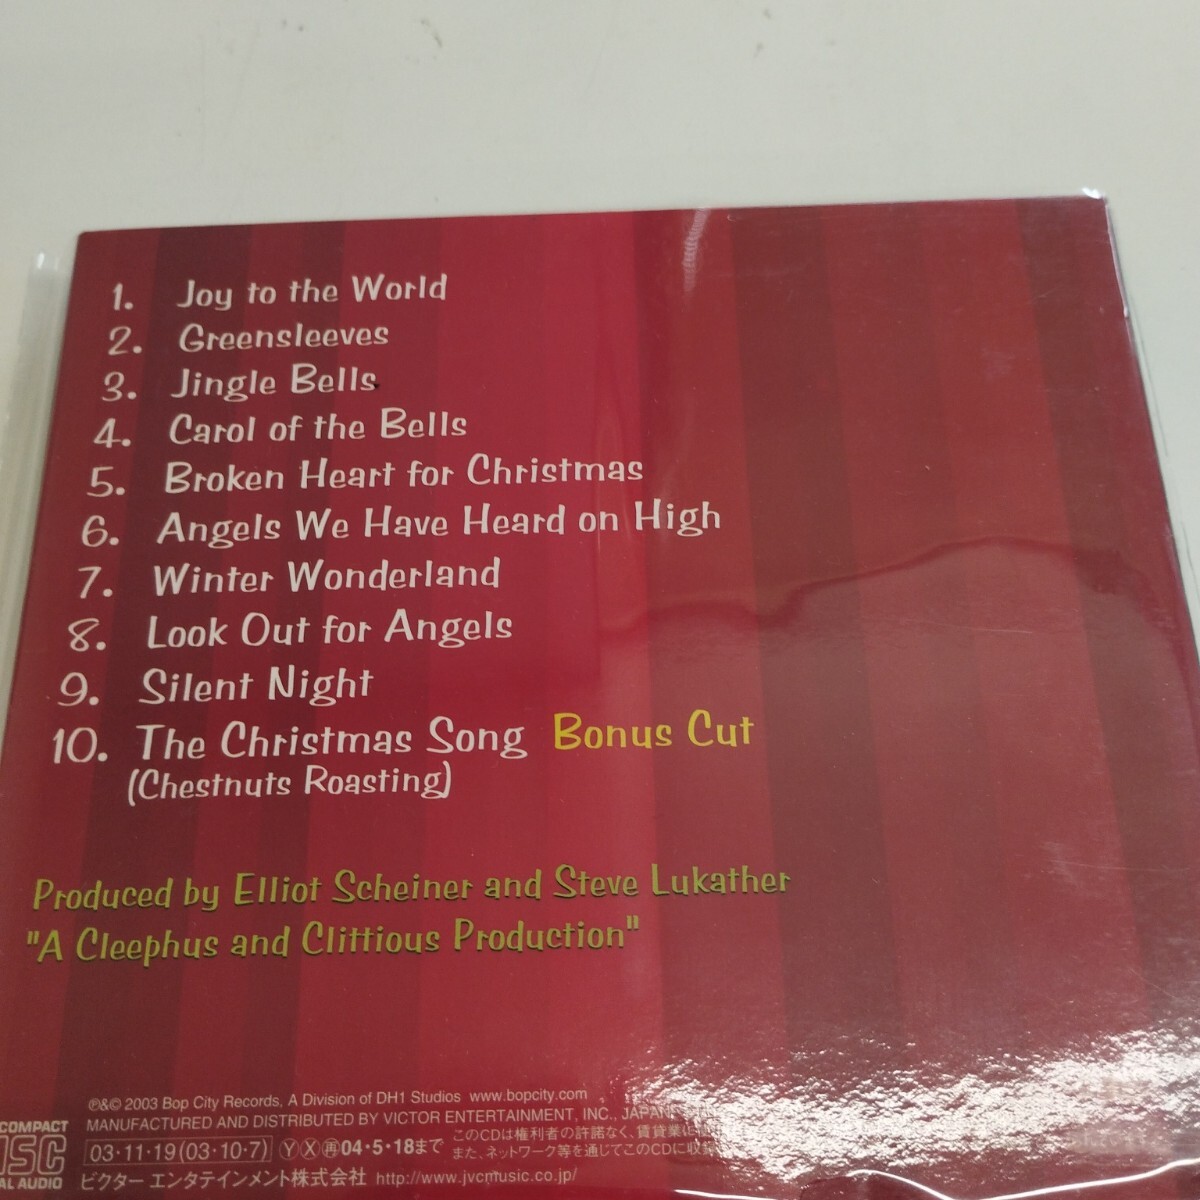 1. Joy to the World
2. Greensleeves
3. Jingle Bells
4. Carol of the Bells
5. Broken Heart for Christmas
6. Angels We Have Heard on High
7. Winter Wonderland
8. Look Out for Angels
9. Silent Night
10. The Christmas Song Bonus Cut
(Chestnuts Roasting)
Produced by Elliot Scheiner and Steve Lukather
"A Cleephus and Clittious Production"
℗&© 2003 Bop City Records, A Division of DH1 Studios www.bopcity.com
MANUFACTURED AND DISTRIBUTED BY VICTOR ENTERTAINMENT, INC., JAPAN
COMPACT
DISC
AL AUDIO
03·11·19(03·10·7) Ⓨ Ⓧ ㊢04·5·18まで
このCDは権利者の許諾なく、賃貸業に
また、ネットワーク等を通じてこのCDに収録
ビクター エンタテインメント株式会社 http://www.jvcmusic.co.jp/